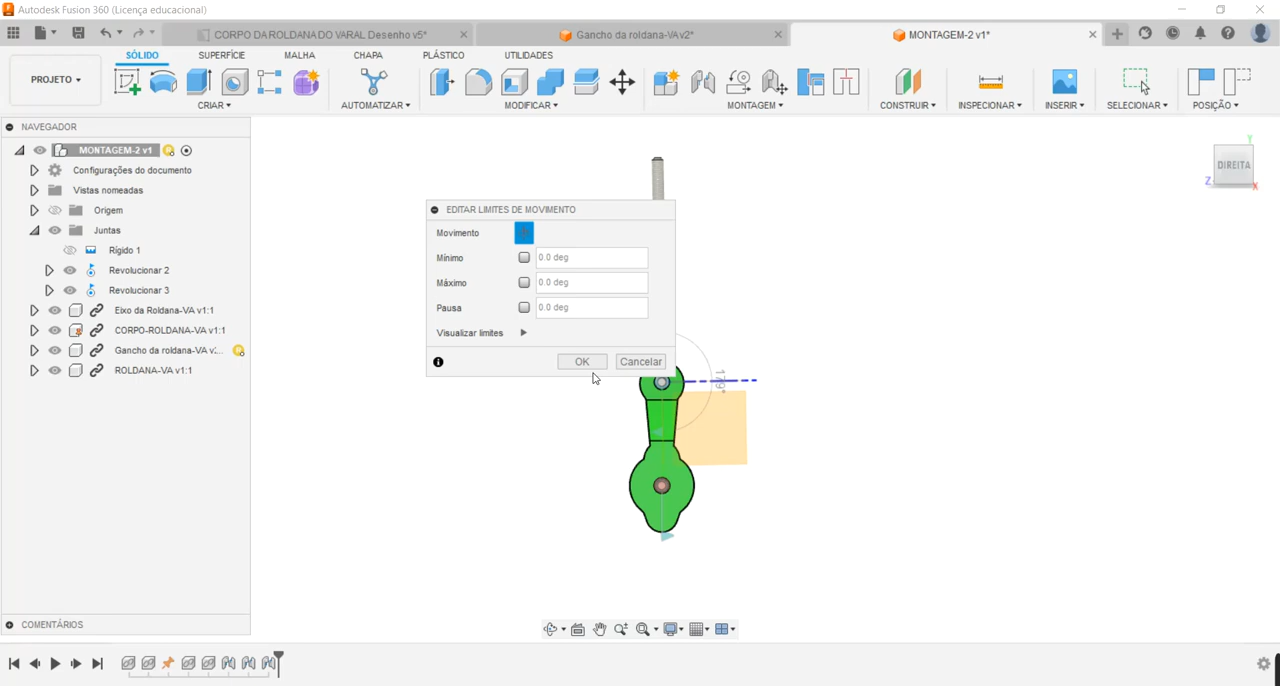 Autodesk Fusion 360 (Licença educacional)
CORPO DA ROLDANA DO VARAL Desenho v5*
Gancho da roldana-VA v2*
MONTAGEM-2 v1*
SÓLIDO
SUPERFÍCIE
MALHA
CHAPA
PLÁSTICO
UTILIDADES
PROJETO
CRIAR
AUTOMATIZAR
MODIFICAR
MONTAGEM
CONSTRUIR
INSPECIONAR
INSERIR
SELECIONAR
POSIÇÃO
NAVEGADOR
MONTAGEM-2 v1
Configurações do documento
Vistas nomeadas
Origem
Juntas
Rígido 1
Revolucionar 2
Revolucionar 3
Eixo da Roldana-VA v1:1
CORPO-ROLDANA-VA v1:1
Gancho da roldana-VA v...
ROLDANA-VA v1:1
EDITAR LIMITES DE MOVIMENTO
Movimento
Mínimo
0.0 deg
Máximo
0.0 deg
Pausa
0.0 deg
Visualizar limites
OK
Cancelar
179°
Y
DIREITA
Z
X
COMENTÁRIOS